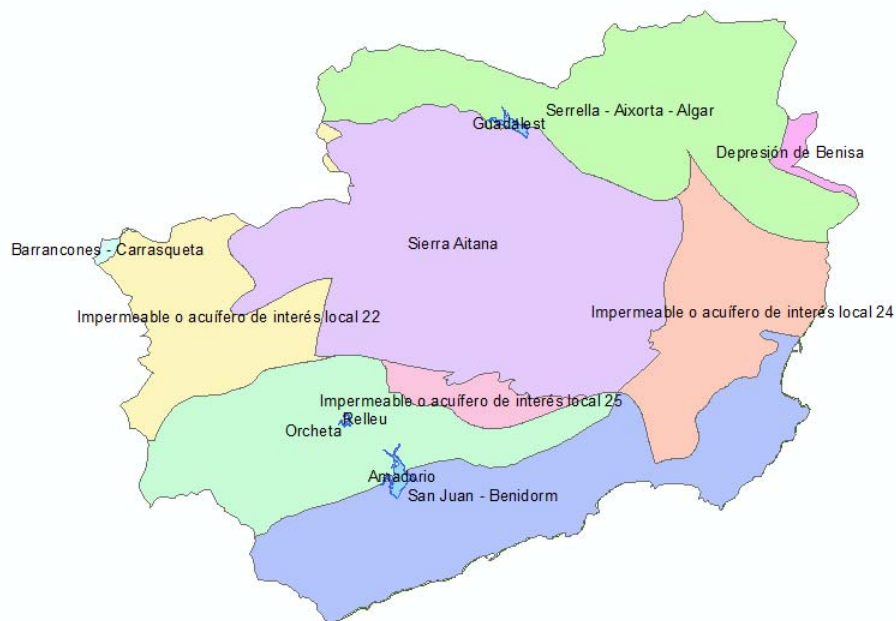 Serrella - Aixorta - Algar
Guadalest
Depresión de Benisa
Sierra Aitana
Barrancones - Carrasqueta
Impermeable o acuífero de interés local 24
Impermeable o acuífero de interés local 22
Impermeable o acuífero de interés local 25
Relleu
Orcheta
Amadorio
San Juan - Benidorm